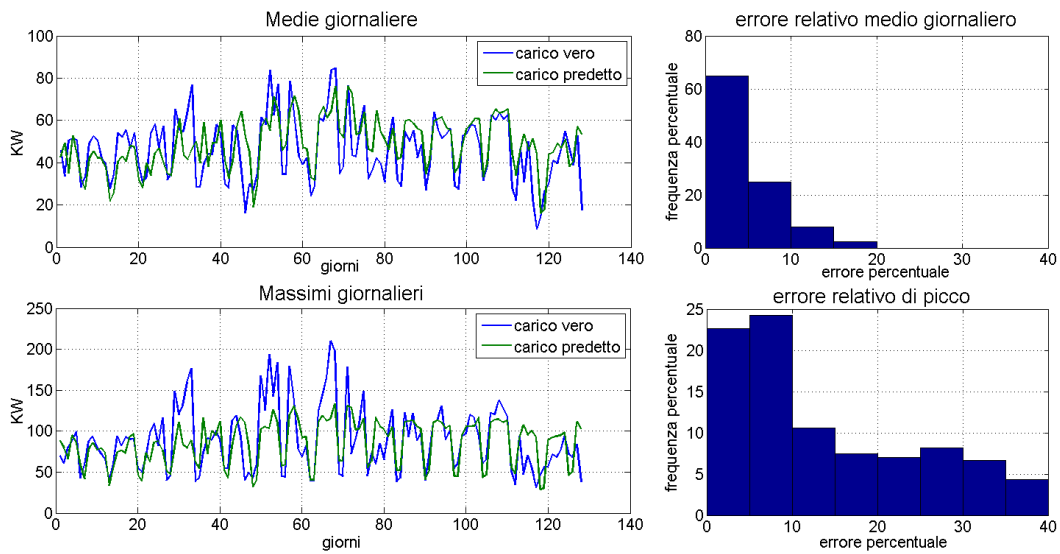 Medie giornaliere
KW
100
80
60
40
20
0
carico vero
carico predetto
0 20 40 60 80 100 120 140
giorni
errore relativo medio giornaliero
frequenza percentuale
80
60
40
20
0
0 10 20 30 40
errore percentuale
Massimi giornalieri
KW
250
200
150
100
50
0
carico vero
carico predetto
0 20 40 60 80 100 120 140
giorni
errore relativo di picco
frequenza percentuale
25
20
15
10
5
0
0 10 20 30 40
errore percentuale